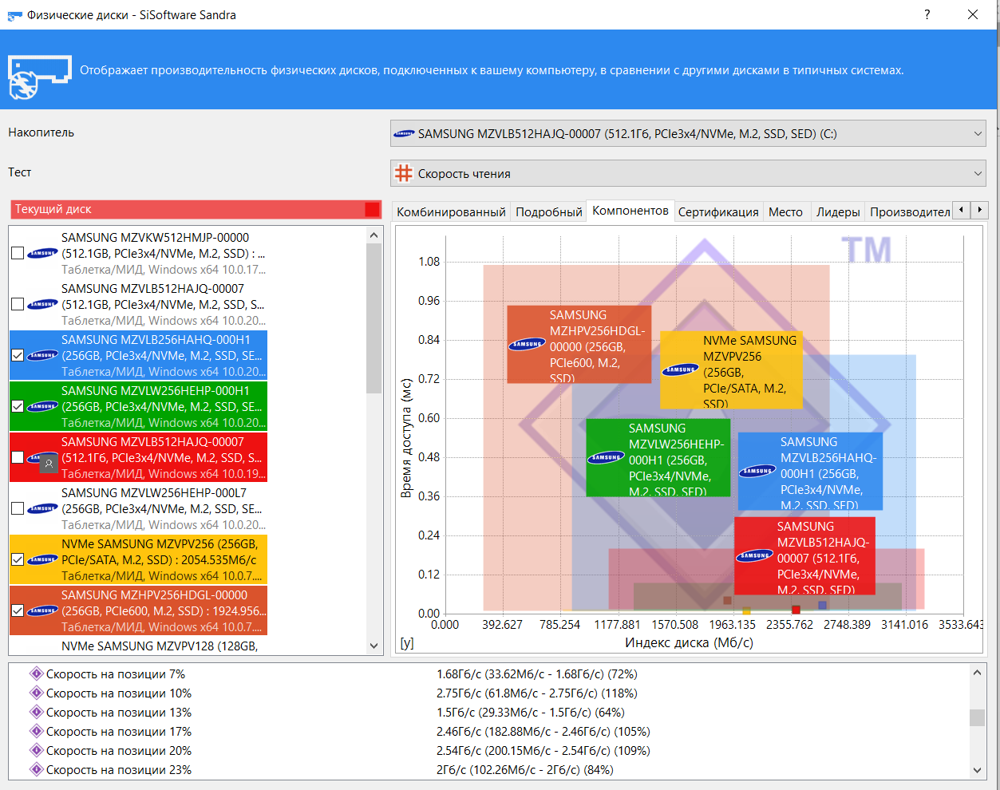 Физические диски - SiSoftware Sandra
?
Отображает производительность физических дисков, подключенных к вашему компьютеру, в сравнении с другими дисками в типичных системах.
Накопитель
SAMSUNG
SAMSUNG MZVLB512HAJQ-00007 (512.1Гб, PCIe3x4/NVMe, M.2, SSD, SED) (C:)
Тест
Скорость чтения
Текущий диск
Комбинированный
Подробный
Компонентов
Сертификация
Место
Лидеры
Производител
SAMSUNG MZVKW512HMJP-00000
(512.1GB, PCIe3x4/NVMe, M.2, SSD) : ...
Таблетка/МИД, Windows x64 10.0.17...
SAMSUNG MZVLB512HAJQ-00007
(512.1GB, PCIe3x4/NVMe, M.2, SSD, S...
Таблетка/МИД, Windows x64 10.0.20...
SAMSUNG MZVLB256HAHQ-000H1
(256GB, PCIe3x4/NVMe, M.2, SSD, SE...
Таблетка/МИД, Windows x64 10.0.20...
SAMSUNG MZVLW256HEHP-000H1
(256GB, PCIe3x4/NVMe, M.2, SSD, SE...
Таблетка/МИД, Windows x64 10.0.20...
SAMSUNG MZVLB512HAJQ-00007
(512.1Гб, PCIe3x4/NVMe, M.2, SSD, S...
Таблетка/МИД, Windows x64 10.0.19...
SAMSUNG MZVLW256HEHP-000L7
(256GB, PCIe3x4/NVMe, M.2, SSD, SE...
Таблетка/МИД, Windows x64 10.0.20...
NVMe SAMSUNG MZVPV256 (256GB,
PCIe/SATA, M.2, SSD) : 2054.535Мб/с
Таблетка/МИД, Windows x64 10.0.7....
SAMSUNG MZHPV256HDGL-00000
(256GB, PCIe600, M.2, SSD) : 1924.956...
Таблетка/МИД, Windows x64 10.0.7....
NVMe SAMSUNG MZVPV128 (128GB,
TM
Время доступа (мс)
1.08
0.96
0.84
0.72
0.60
0.48
0.36
0.24
0.12
0.00
SAMSUNG
MZHPV256HDGL-
00000 (256GB,
PCIe600, M.2,
SSD)
NVMe SAMSUNG
MZVPV256
(256GB,
PCIe/SATA, M.2,
SSD)
SAMSUNG
MZVLW256HEHP-
000H1 (256GB,
PCIe3x4/NVMe,
M.2, SSD, SED)
SAMSUNG
MZVLB256HAHQ-
000H1 (256GB,
PCIe3x4/NVMe,
M.2, SSD, SED)
SAMSUNG
MZVLB512HAJQ-
00007 (512.1Гб,
PCIe3x4/NVMe,
M.2, SSD, SED)
0.000 392.627 785.254 1177.881 1570.508 1963.135 2355.762 2748.389 3141.016 3533.643
[y]
Индекс диска (Мб/с)
Скорость на позиции 7% 1.68Гб/с (33.62Мб/с - 1.68Гб/с) (72%)
Скорость на позиции 10% 2.75Гб/с (61.8Мб/с - 2.75Гб/с) (118%)
Скорость на позиции 13% 1.5Гб/с (29.33Мб/с - 1.5Гб/с) (64%)
Скорость на позиции 17% 2.46Гб/с (182.88Мб/с - 2.46Гб/с) (105%)
Скорость на позиции 20% 2.54Гб/с (200.15Мб/с - 2.54Гб/с) (109%)
Скорость на позиции 23% 2Гб/с (102.26Мб/с - 2Гб/с) (84%)